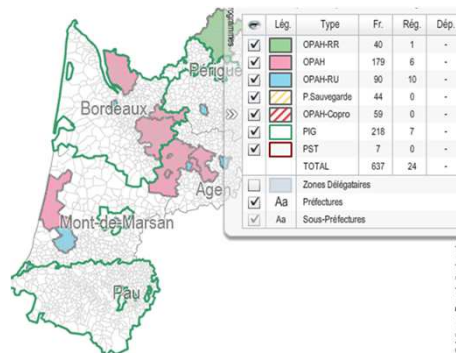 Lég. Type Fr. Rég. Dép.
OPAH-RR 40 1 -
OPAH 179 6 -
OPAH-RU 90 10 -
P.Sauvegarde 44 0 -
OPAH-Copro 59 0 -
PIG 218 7 -
PST 7 0 -
TOTAL 637 24 -
Zones Délégataires
Aa Préfectures
Aa Sous-Préfectures
Périgue
Bordeaux
Agen
Mont-de-Marsan
Pau